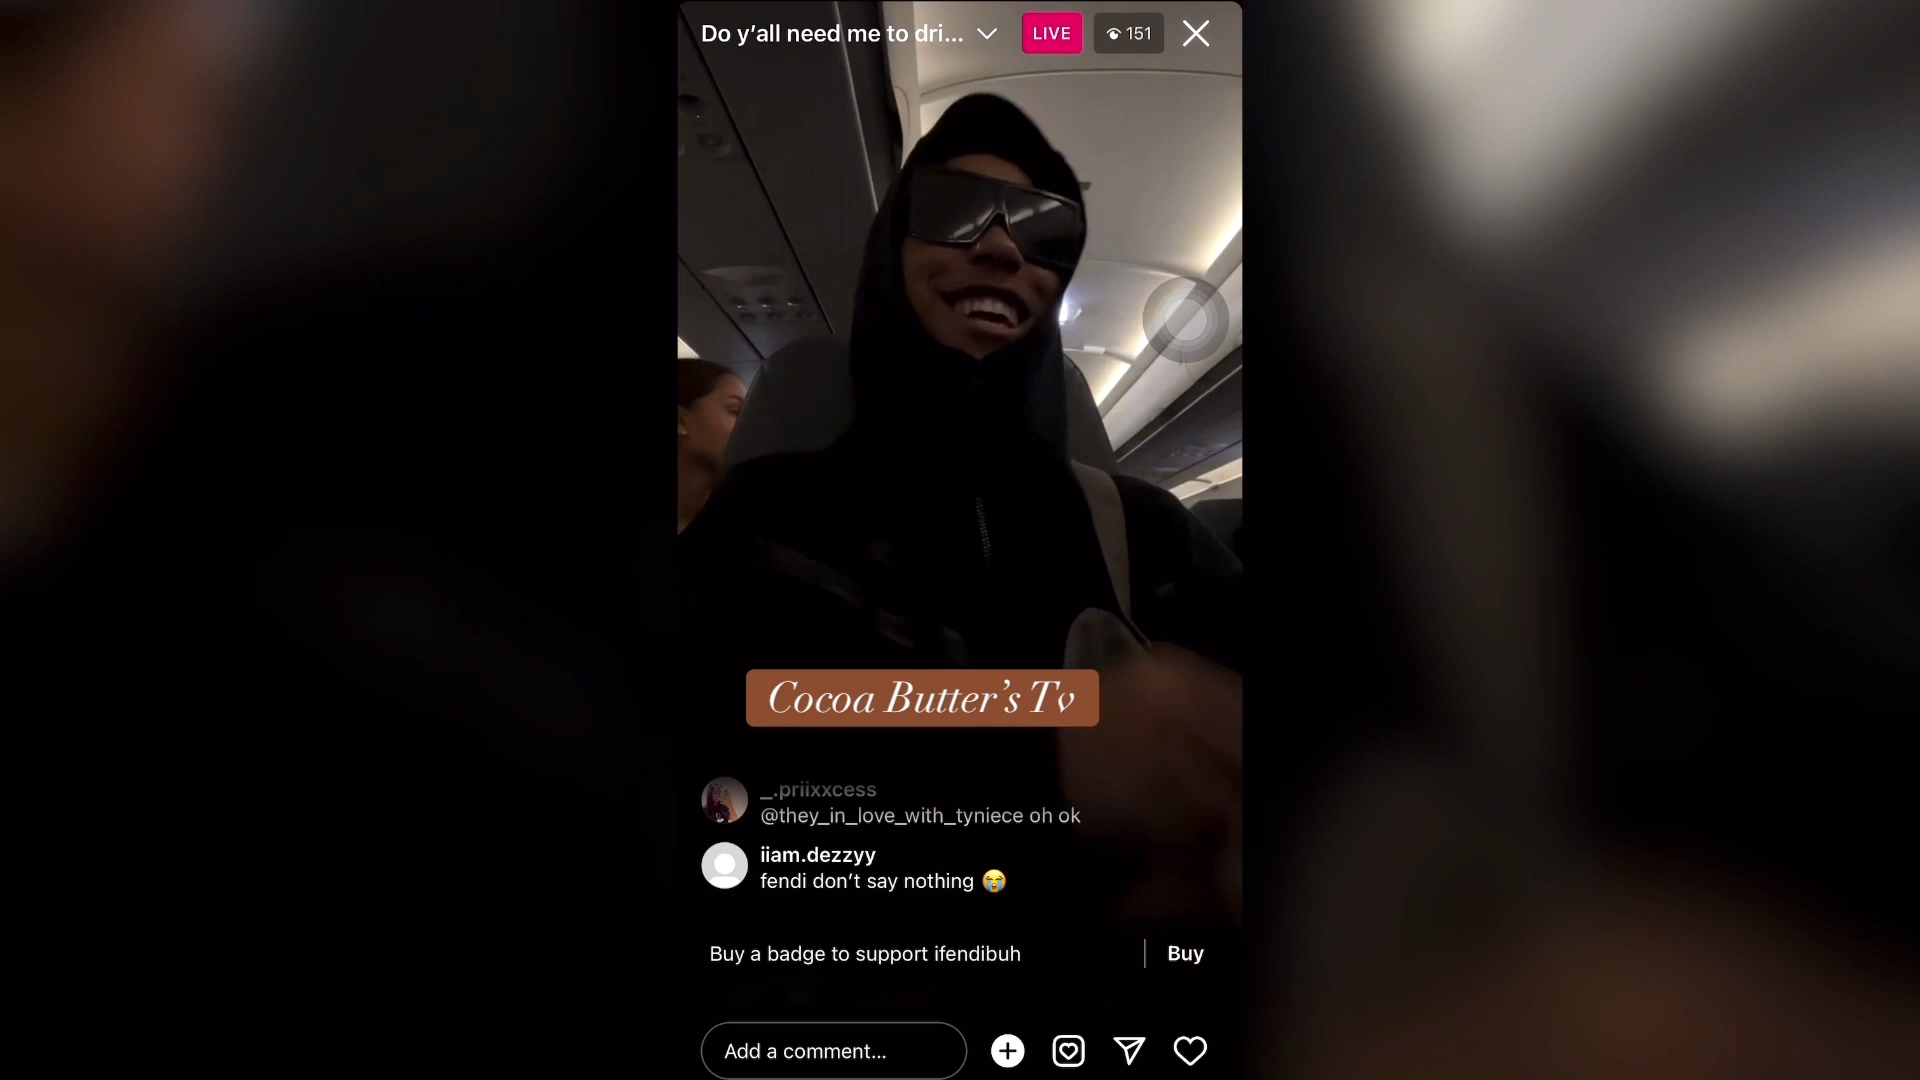 Do y’all need me to dri...
LIVE
151
Cocoa Butter’s Tv
_.priixxcess
@they_in_love_with_tyniece oh ok
iiam.dezzyy
fendi don’t say nothing 😭
Buy a badge to support ifendibuh
Buy
Add a comment...